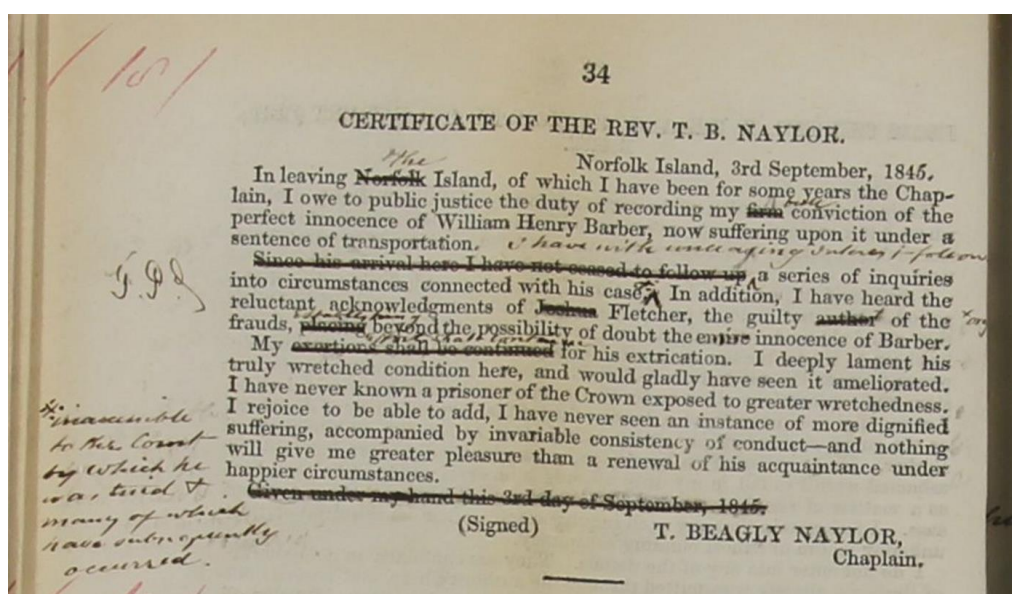 34
CERTIFICATE OF THE REV. T. B. NAYLOR.
Norfolk Island, 3rd September, 1845.
the
In leaving Norfolk Island, of which I have been for some years the Chap-
lain, I owe to public justice the duty of recording my firm conviction of the
perfect innocence of William Henry Barber, now suffering upon it under a
sentence of transportation. I have with unceasing interest follow
Since his arrival here I have not ceased to follow up a series of inquiries
into circumstances connected with his case. In addition, I have heard the
reluctant acknowledgments of Joshua Fletcher, the guilty author of the
frauds, placing beyond the possibility of doubt the entire innocence of Barber.
My exertions shall be continued for his extrication. I deeply lament his
truly wretched condition here, and would gladly have seen it ameliorated.
I have never known a prisoner of the Crown exposed to greater wretchedness.
I rejoice to be able to add, I have never seen an instance of more dignified
suffering, accompanied by invariable consistency of conduct—and nothing
will give me greater pleasure than a renewal of his acquaintance under
happier circumstances.
Given under my hand this 3rd day of September, 1845.
(Signed) T. BEAGLY NAYLOR,
Chaplain.
inaccessible
to the Court
by which he
was tried &
many of which
have subsequently
occurred.